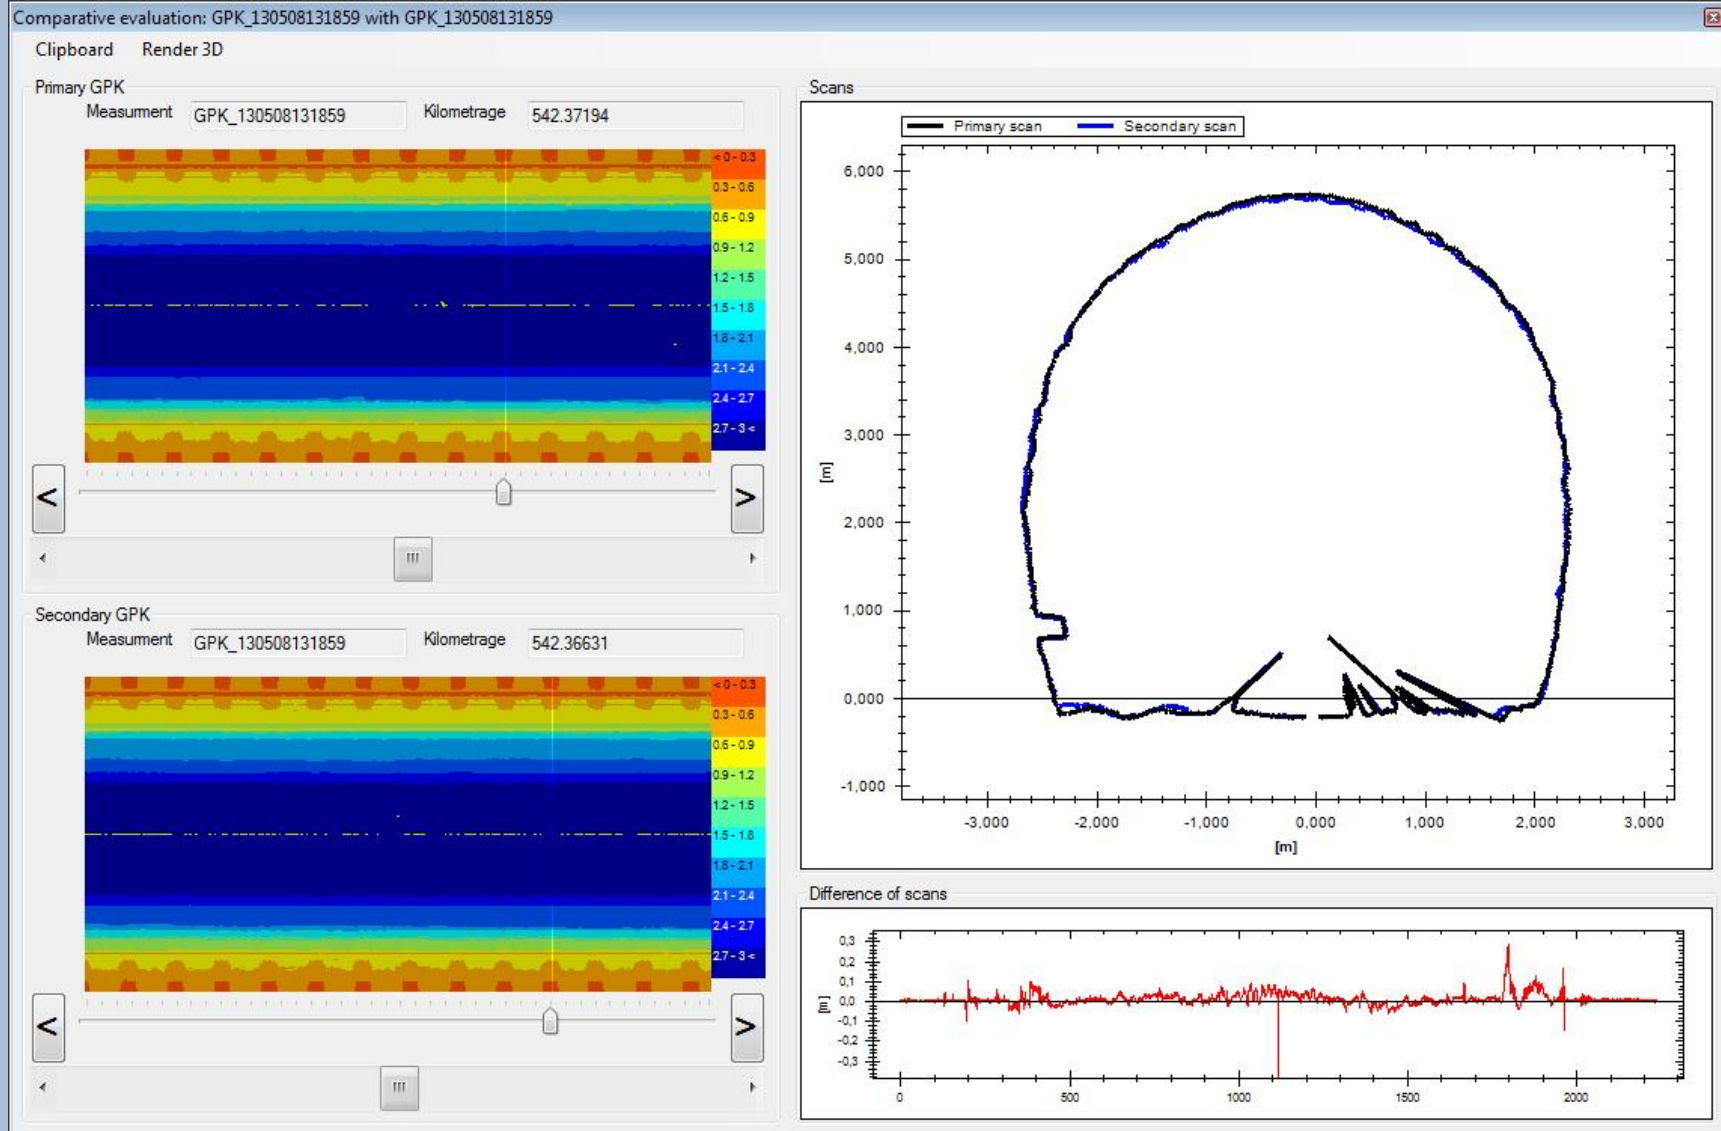 Comparative evaluation: GPK_130508131859 with GPK_130508131859
Clipboard Render 3D
Primary GPK
Measurment GPK_130508131859 Kilometrage 542.37194
< 0 - 0.3
0.3 - 0.6
0.6 - 0.9
0.9 - 1.2
1.2 - 1.5
1.5 - 1.8
1.8 - 2.1
2.1 - 2.4
2.4 - 2.7
2.7 - 3 <
< >
Secondary GPK
Measurment GPK_130508131859 Kilometrage 542.36631
< 0 - 0.3
0.3 - 0.6
0.6 - 0.9
0.9 - 1.2
1.2 - 1.5
1.5 - 1.8
1.8 - 2.1
2.1 - 2.4
2.4 - 2.7
2.7 - 3 <
< >
Scans
Primary scan Secondary scan
6,000
5,000
4,000
3,000
[m]
2,000
1,000
0,000
-1,000
-3,000 -2,000 -1,000 0,000 1,000 2,000 3,000
[m]
Difference of scans
0,3
0,2
0,1
0,0
[m]
-0,1
-0,2
-0,3
0 500 1000 1500 2000